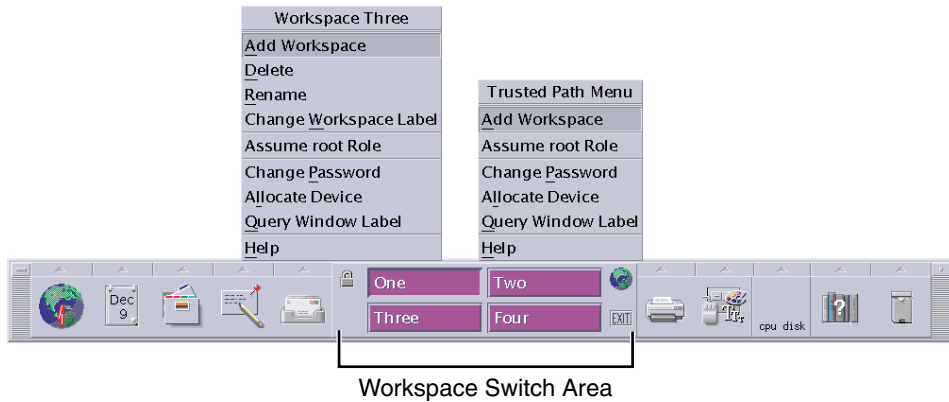 Workspace Three
Add Workspace
Delete
Rename
Change Workspace Label
Assume root Role
Change Password
Allocate Device
Query Window Label
Help
Trusted Path Menu
Add Workspace
Assume root Role
Change Password
Allocate Device
Query Window Label
Help
Dec
9
One
Two
Three
Four
EXIT
cpu disk
?
Workspace Switch Area